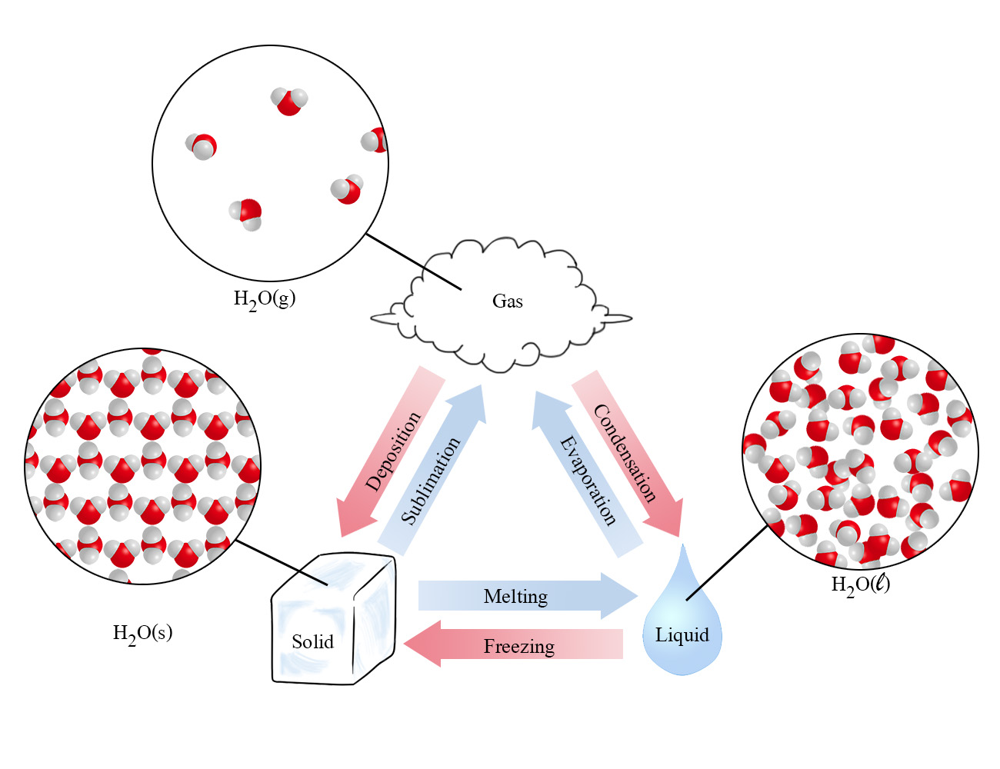 H₂O(g)
Gas
Deposition
Sublimation
Evaporation
Condensation
H₂O(ℓ)
Melting
H₂O(s)
Solid
Liquid
Freezing